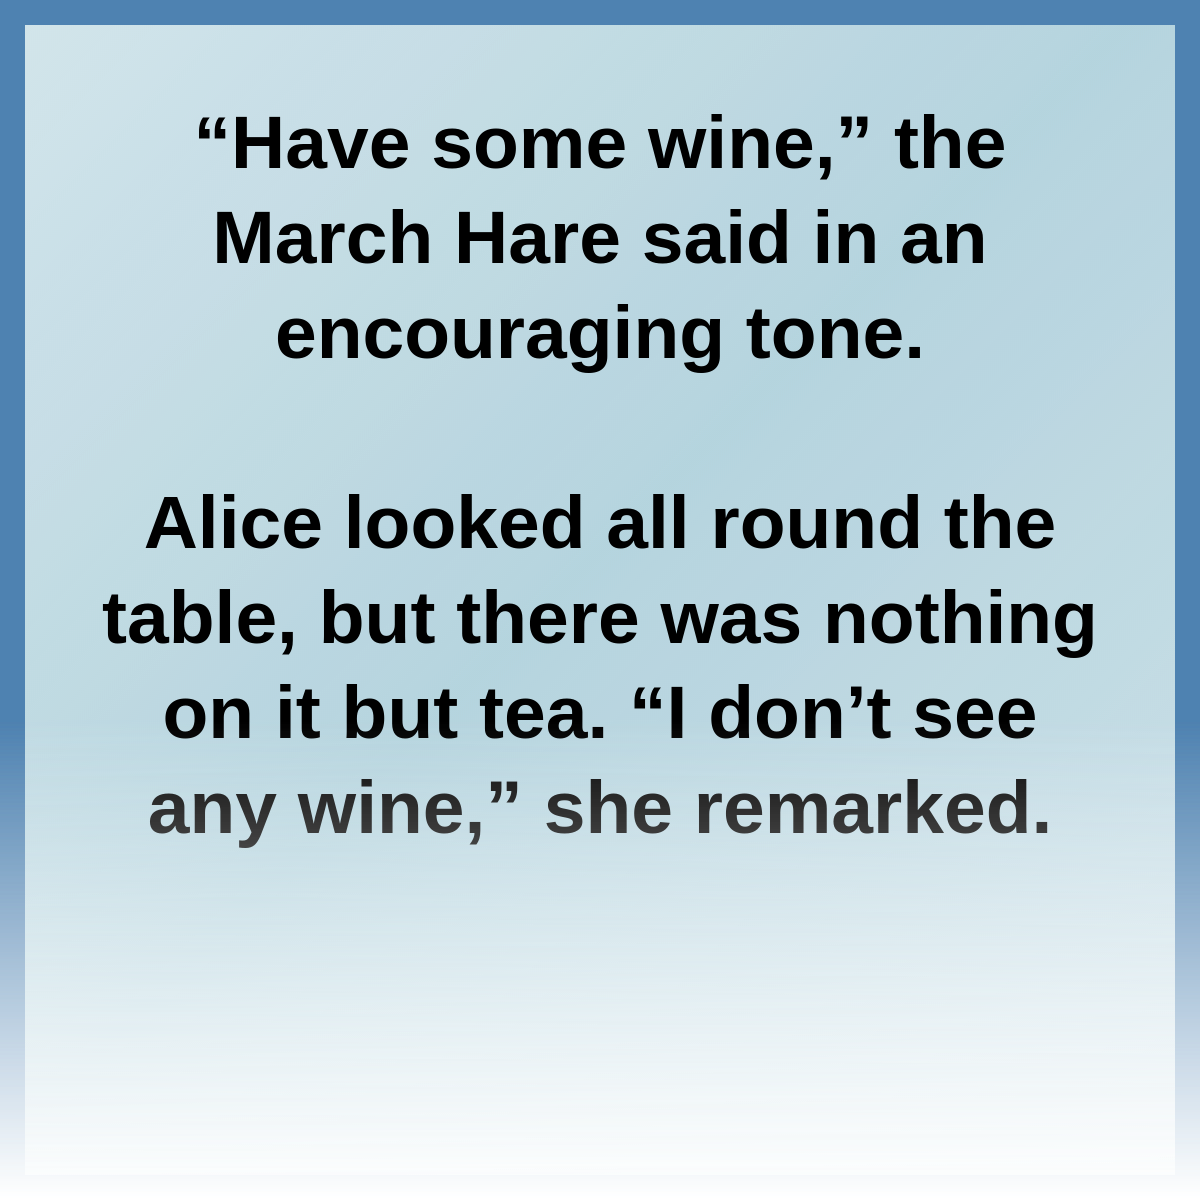 “Have some wine,” the
March Hare said in an
encouraging tone.
Alice looked all round the
table, but there was nothing
on it but tea. “I don’t see
any wine,” she remarked.